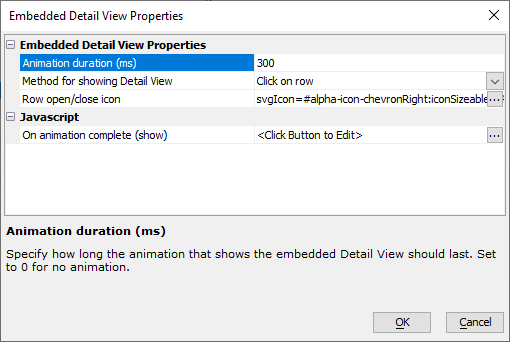 Embedded Detail View Properties
Embedded Detail View Properties
Animation duration (ms) 300
Method for showing Detail View Click on row
Row open/close icon svgIcon=#alpha-icon-chevronRight:iconSizeable ...
Javascript
On animation complete (show) <Click Button to Edit> ...
Animation duration (ms)
Specify how long the animation that shows the embedded Detail View should last. Set
to 0 for no animation.
OK Cancel